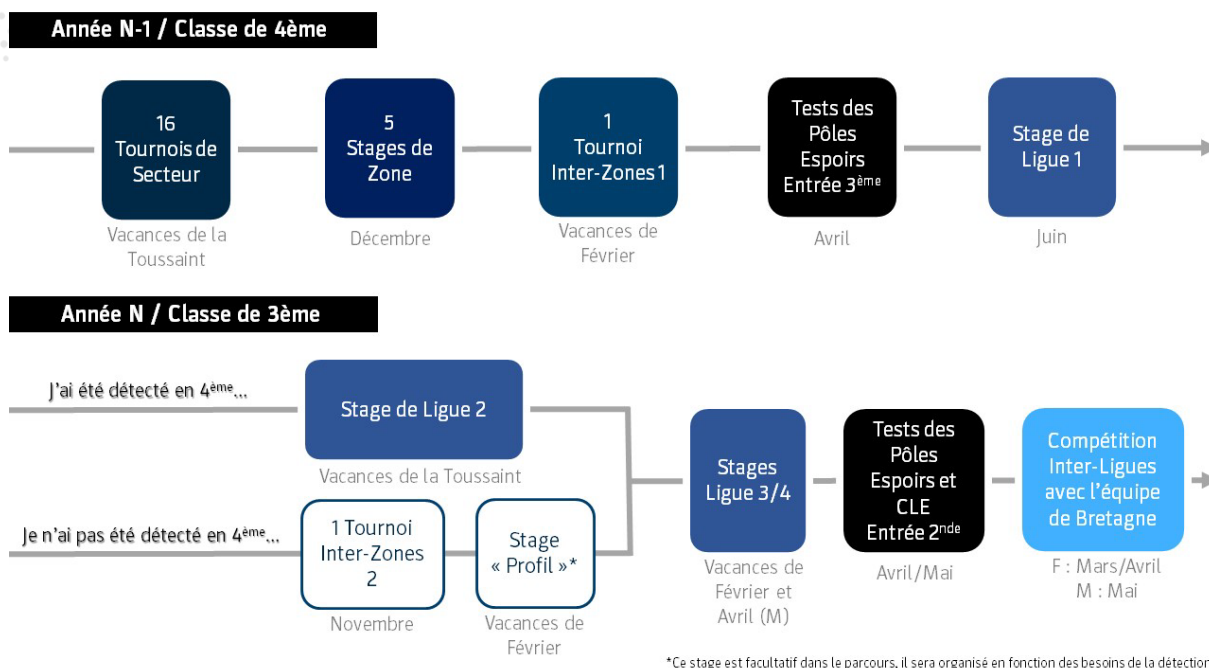 Année N-1 / Classe de 4ème
16
Tournois de
Secteur
Vacances de la
Toussaint
5
Stages de
Zone
Décembre
1
Tournoi
Inter-Zones 1
Vacances de
Février
Tests des
Pôles
Espoirs
Entrée 3ème
Avril
Stage de
Ligue 1
Juin
Année N / Classe de 3ème
J'ai été détecté en 4ème...
Stage de Ligue 2
Vacances de la Toussaint
Je n'ai pas été détecté en 4ème...
1 Tournoi
Inter-Zones
2
Novembre
Stage
« Profil »*
Vacances de
Février
Stages
Ligue 3/4
Vacances de
Février et
Avril (M)
Tests des
Pôles
Espoirs et
CLE
Entrée 2nde
Avril/Mai
Compétition
Inter-Ligues
avec l'équipe
de Bretagne
F : Mars/Avril
M : Mai
*Ce stage est facultatif dans le parcours, il sera organisé en fonction des besoins de la détection